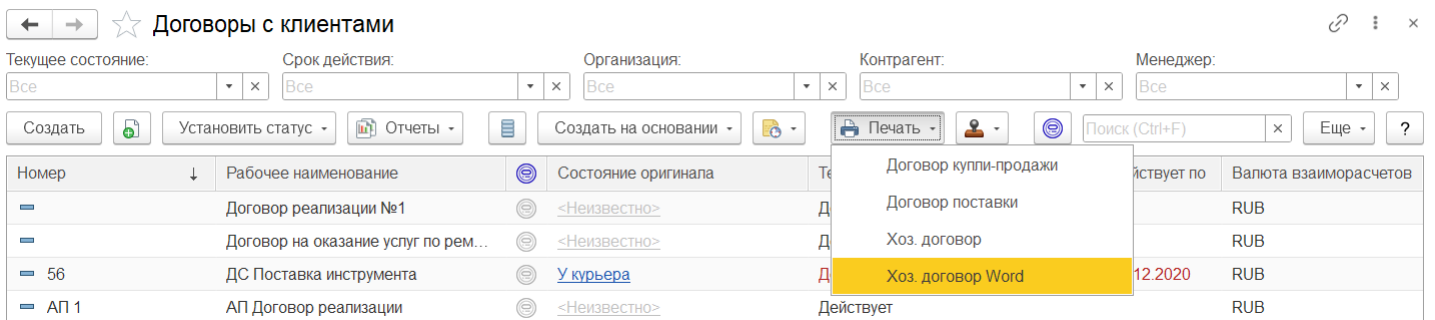 Договоры с клиентами
Текущее состояние: Срок действия: Организация: Контрагент: Менеджер:
Все Все Все Все Все
Создать Установить статус Отчеты Создать на основании Печать Поиск (Ctrl+F) Еще ?
Номер ↓ Рабочее наименование Состояние оригинала Те йствует по Валюта взаиморасчетов
Договор куппи-продажи
Договор поставки
Хоз. договор
Хоз. договор Word
Договор реализации №1 <Неизвестно> Д RUB
Договор на оказание услуг по рем... <Неизвестно> Д RUB
56 ДС Поставка инструмента У курьера Д 12.2020 RUB
АП 1 АП Договор реализации <Неизвестно> Действует RUB